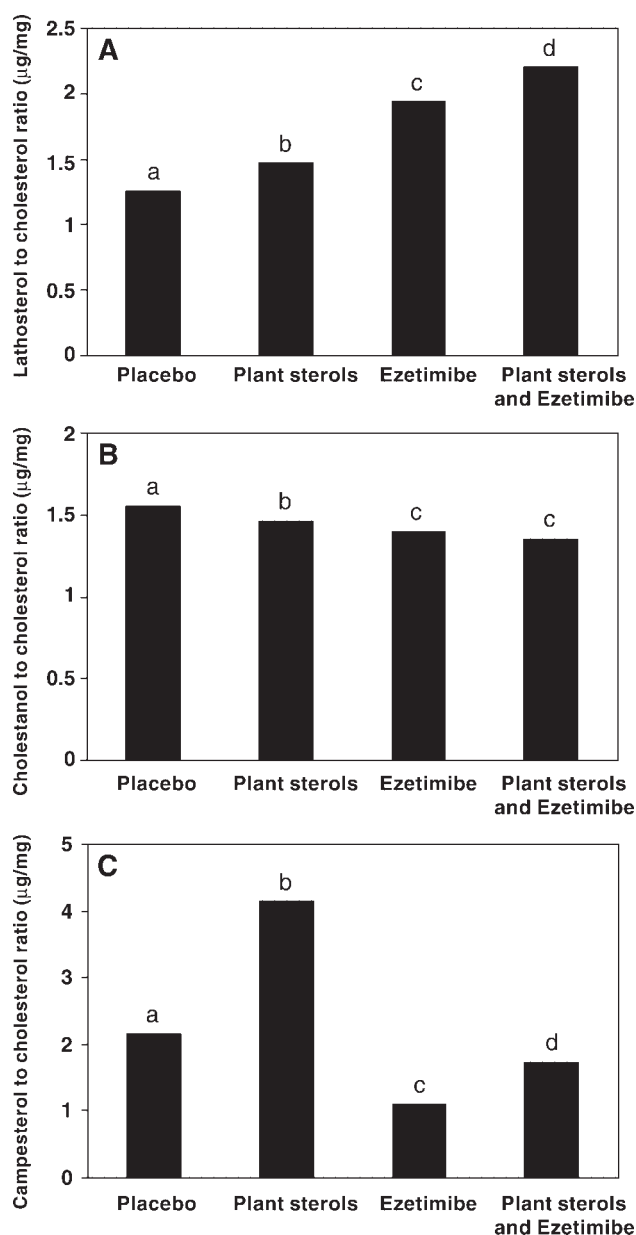 Lathosterol to cholesterol ratio (µg/mg)
A
2.5
2
1.5
1
0.5
0
a
b
c
d
Placebo
Plant sterols
Ezetimibe
Plant sterols
and Ezetimibe
Cholestanol to cholesterol ratio (µg/mg)
B
2
1.5
1
0.5
0
a
b
c
c
Placebo
Plant sterols
Ezetimibe
Plant sterols
and Ezetimibe
Campesterol to cholesterol ratio (µg/mg)
C
5
4
3
2
1
0
a
b
c
d
Placebo
Plant sterols
Ezetimibe
Plant sterols
and Ezetimibe